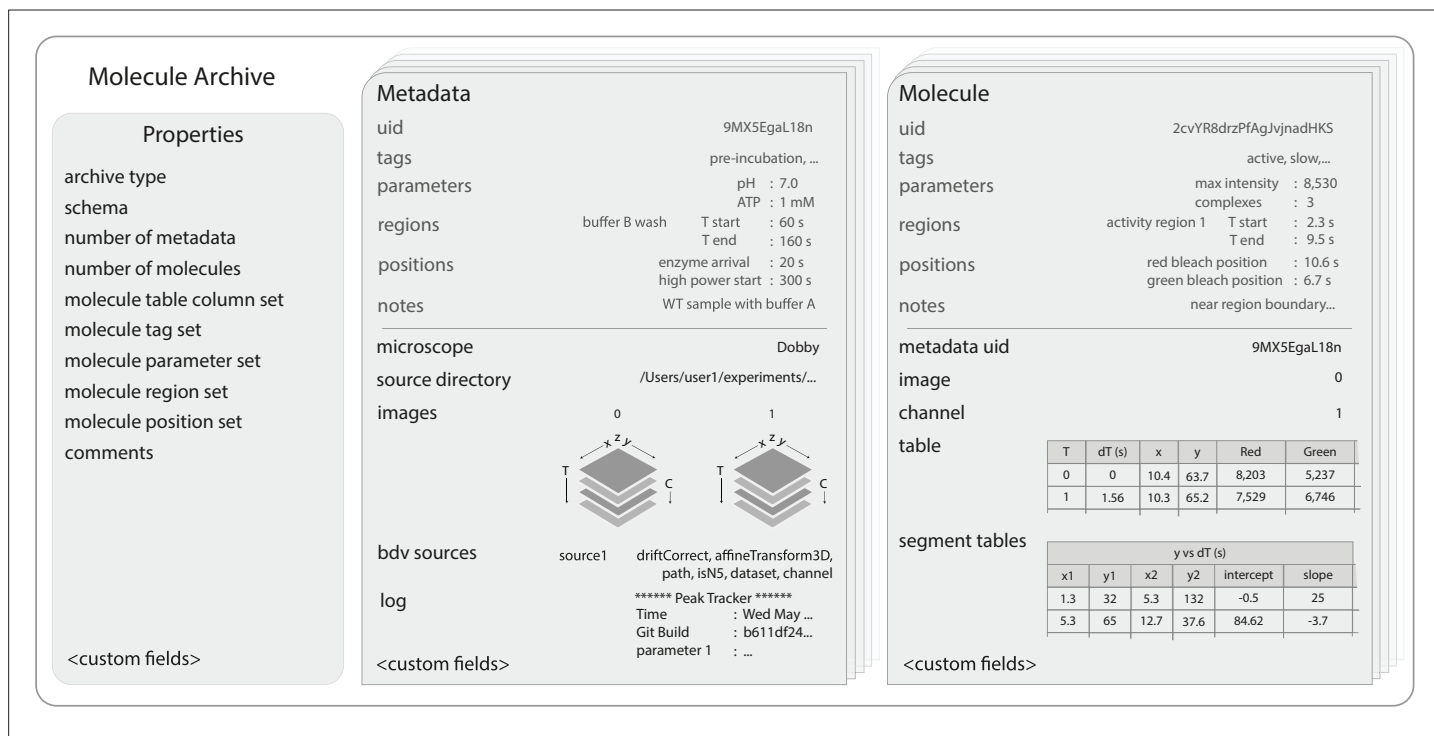 Molecule Archive
Properties
archive type
schema
number of metadata
number of molecules
molecule table column set
molecule tag set
molecule parameter set
molecule region set
molecule position set
comments
<custom fields>
Metadata
uid 9MX5EgaL18n
tags pre-incubation, ...
parameters pH : 7.0
ATP : 1 mM
regions buffer B wash T start : 60 s
T end : 160 s
positions enzyme arrival : 20 s
high power start : 300 s
notes WT sample with buffer A
microscope Dobby
source directory /Users/user1/experiments/...
images 0 1
x z y x z y
T C T C
bdv sources source1 driftCorrect, affineTransform3D,
path, isN5, dataset, channel
log ****** Peak Tracker ******
Time : Wed May ...
Git Build : b611df24...
parameter 1 : ...
<custom fields>
Molecule
uid 2cvYR8drzPfAgJvjnadHKS
tags active, slow,...
parameters max intensity : 8,530
complexes : 3
regions activity region 1 T start : 2.3 s
T end : 9.5 s
positions red bleach position : 10.6 s
green bleach position : 6.7 s
notes near region boundary...
metadata uid 9MX5EgaL18n
image 0
channel 1
table
T dT (s) x y Red Green
0 0 10.4 63.7 8,203 5,237
1 1.56 10.3 65.2 7,529 6,746
segment tables
y vs dT (s)
x1 y1 x2 y2 intercept slope
1.3 32 5.3 132 -0.5 25
5.3 65 12.7 37.6 84.62 -3.7
<custom fields>